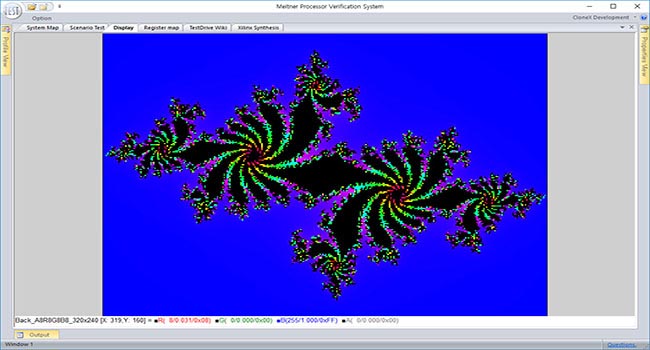 Meitner Processor Verification System
TEST
Option
CloneX Development
System Map Scenario Test Display Register map TestDrive Wiki Xilinx Synthesis
Profile View
Properties View
Back_A8R8G8B8_320x240 [X: 319,Y: 160] = ■R( 8/0.031/0x08) ■G( 0/0.000/0x00) ■B(255/1.000/0xFF) ■A( 0/0.000/0x00)
Output
Window 1
Questions.